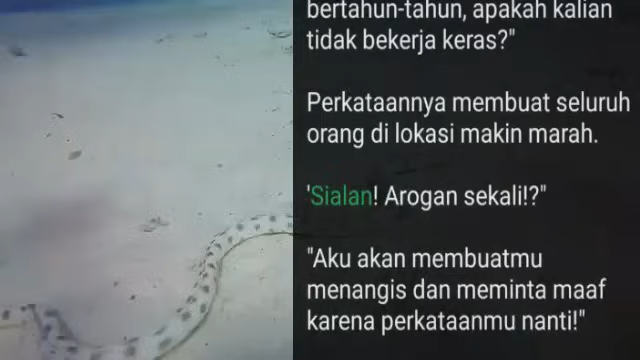 bertahun-tahun, apakah kalian
tidak bekerja keras?"
Perkataannya membuat seluruh
orang di lokasi makin marah.
'Sialan! Arogan sekali!?"
"Aku akan membuatmu
menangis dan meminta maaf
karena perkataanmu nanti!"